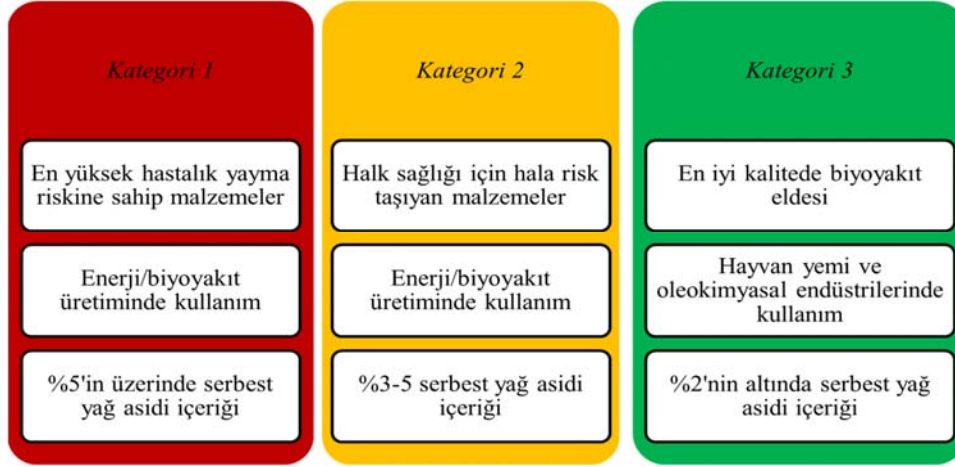 Kategori 1
En yüksek hastalık yayma
riskine sahip malzemeler
Enerji/biyoyakıt
üretiminde kullanım
%5'in üzerinde serbest
yağ asidi içeriği
Kategori 2
Halk sağlığı için hala risk
taşıyan malzemeler
Enerji/biyoyakıt
üretiminde kullanım
%3-5 serbest yağ asidi
içeriği
Kategori 3
En iyi kalitede biyoyakıt
eldesi
Hayvan yemi ve
oleokimyasal endüstrilerinde
kullanım
%2'nin altında serbest yağ
asidi içeriği